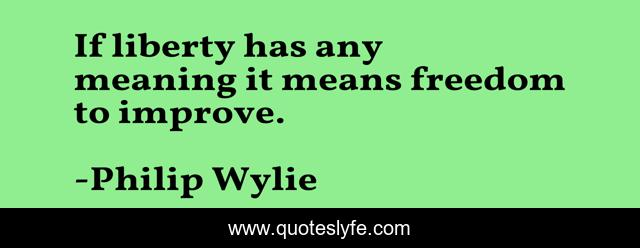 If liberty has any
meaning it means freedom
to improve.
-Philip Wylie
www.quoteslyfe.com